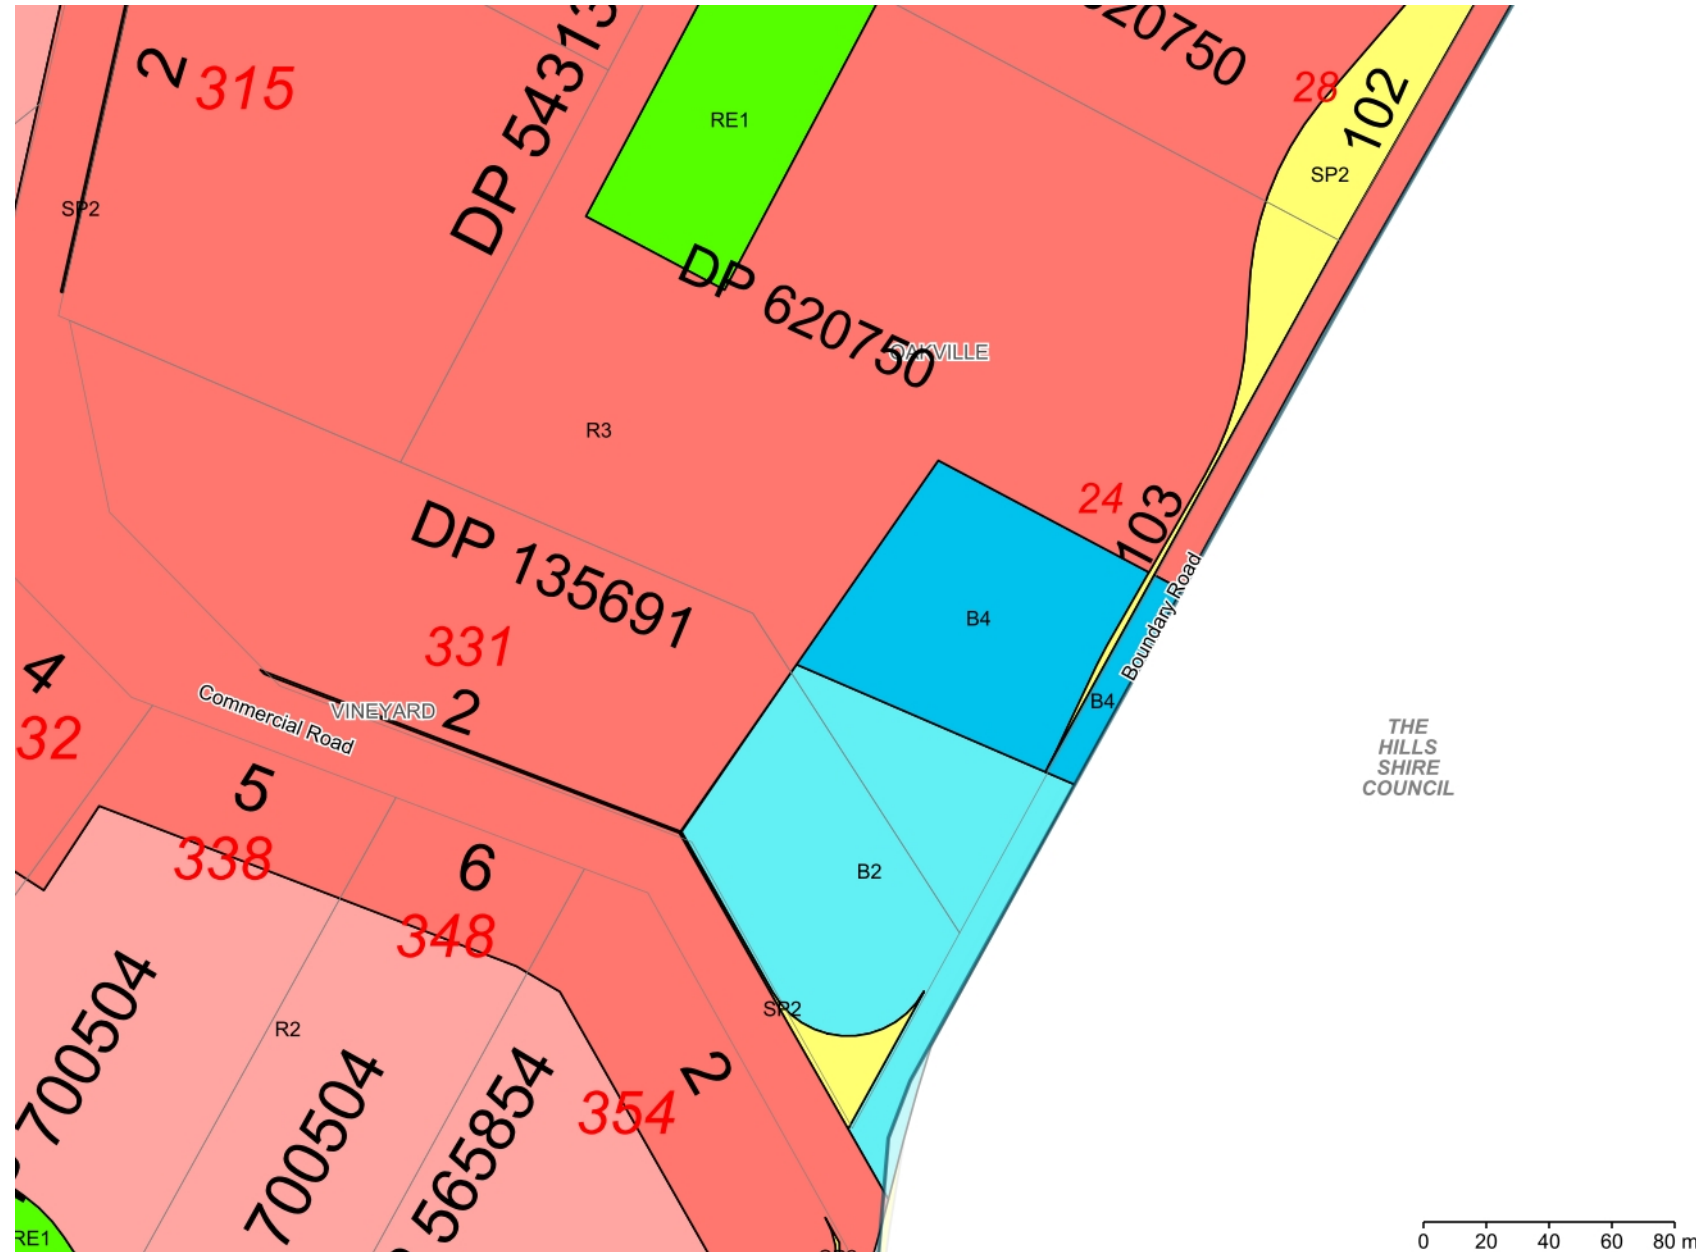 620750
28
102
2
315
DP 54313
RE1
SP2
SP2
DP 620750
OAKVILLE
R3
24
103
DP 135691
Boundary Road
B4
331
4
B4
2
VINEYARD
Commercial Road
32
THE
HILLS
SHIRE
COUNCIL
5
338
6
B2
348
700504
SP2
R2
2
354
700504
565854
RE1
0 20 40 60 80 m